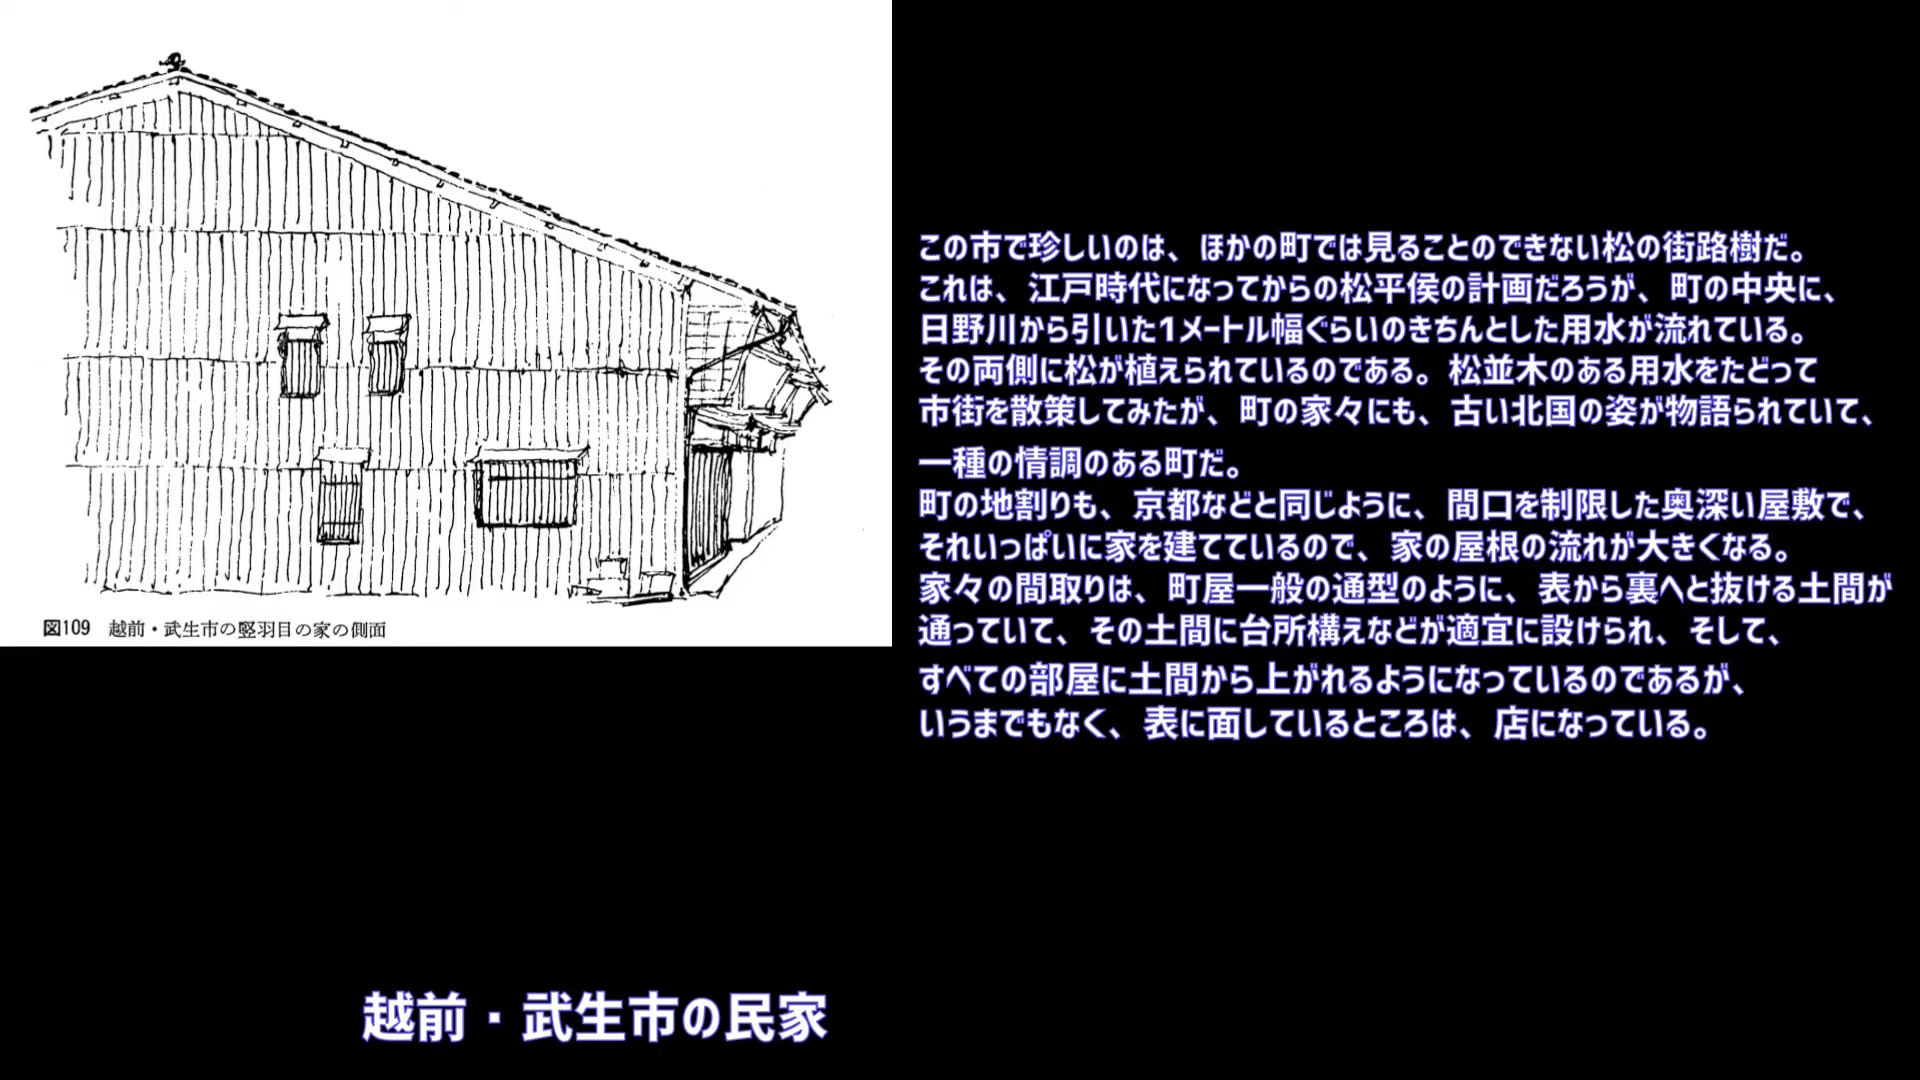 図109 越前・武生市の竪羽目の家の側面
この市で珍しいのは、ほかの町では見ることのできない松の街路樹だ。
これは、江戸時代になってからの松平侯の計画だろうが、町の中央に、
日野川から引いた1メートル幅ぐらいのきちんとした用水が流れている。
その両側に松が植えられているのである。松並木のある用水をたどって
市街を散策してみたが、町の家々にも、古い北国の姿が物語られていて、
一種の情調のある町だ。
町の地割りも、京都などと同じように、間口を制限した奥深い屋敷で、
それいっぱいに家を建てているので、家の屋根の流れが大きくなる。
家々の間取りは、町屋一般の通型のように、表から裏へと抜ける土間が
通っていて、その土間に台所構えなどが適宜に設けられ、そして、
すべての部屋に土間から上がれるようになっているのであるが、
いうまでもなく、表に面しているところは、店になっている。
越前・武生市の民家